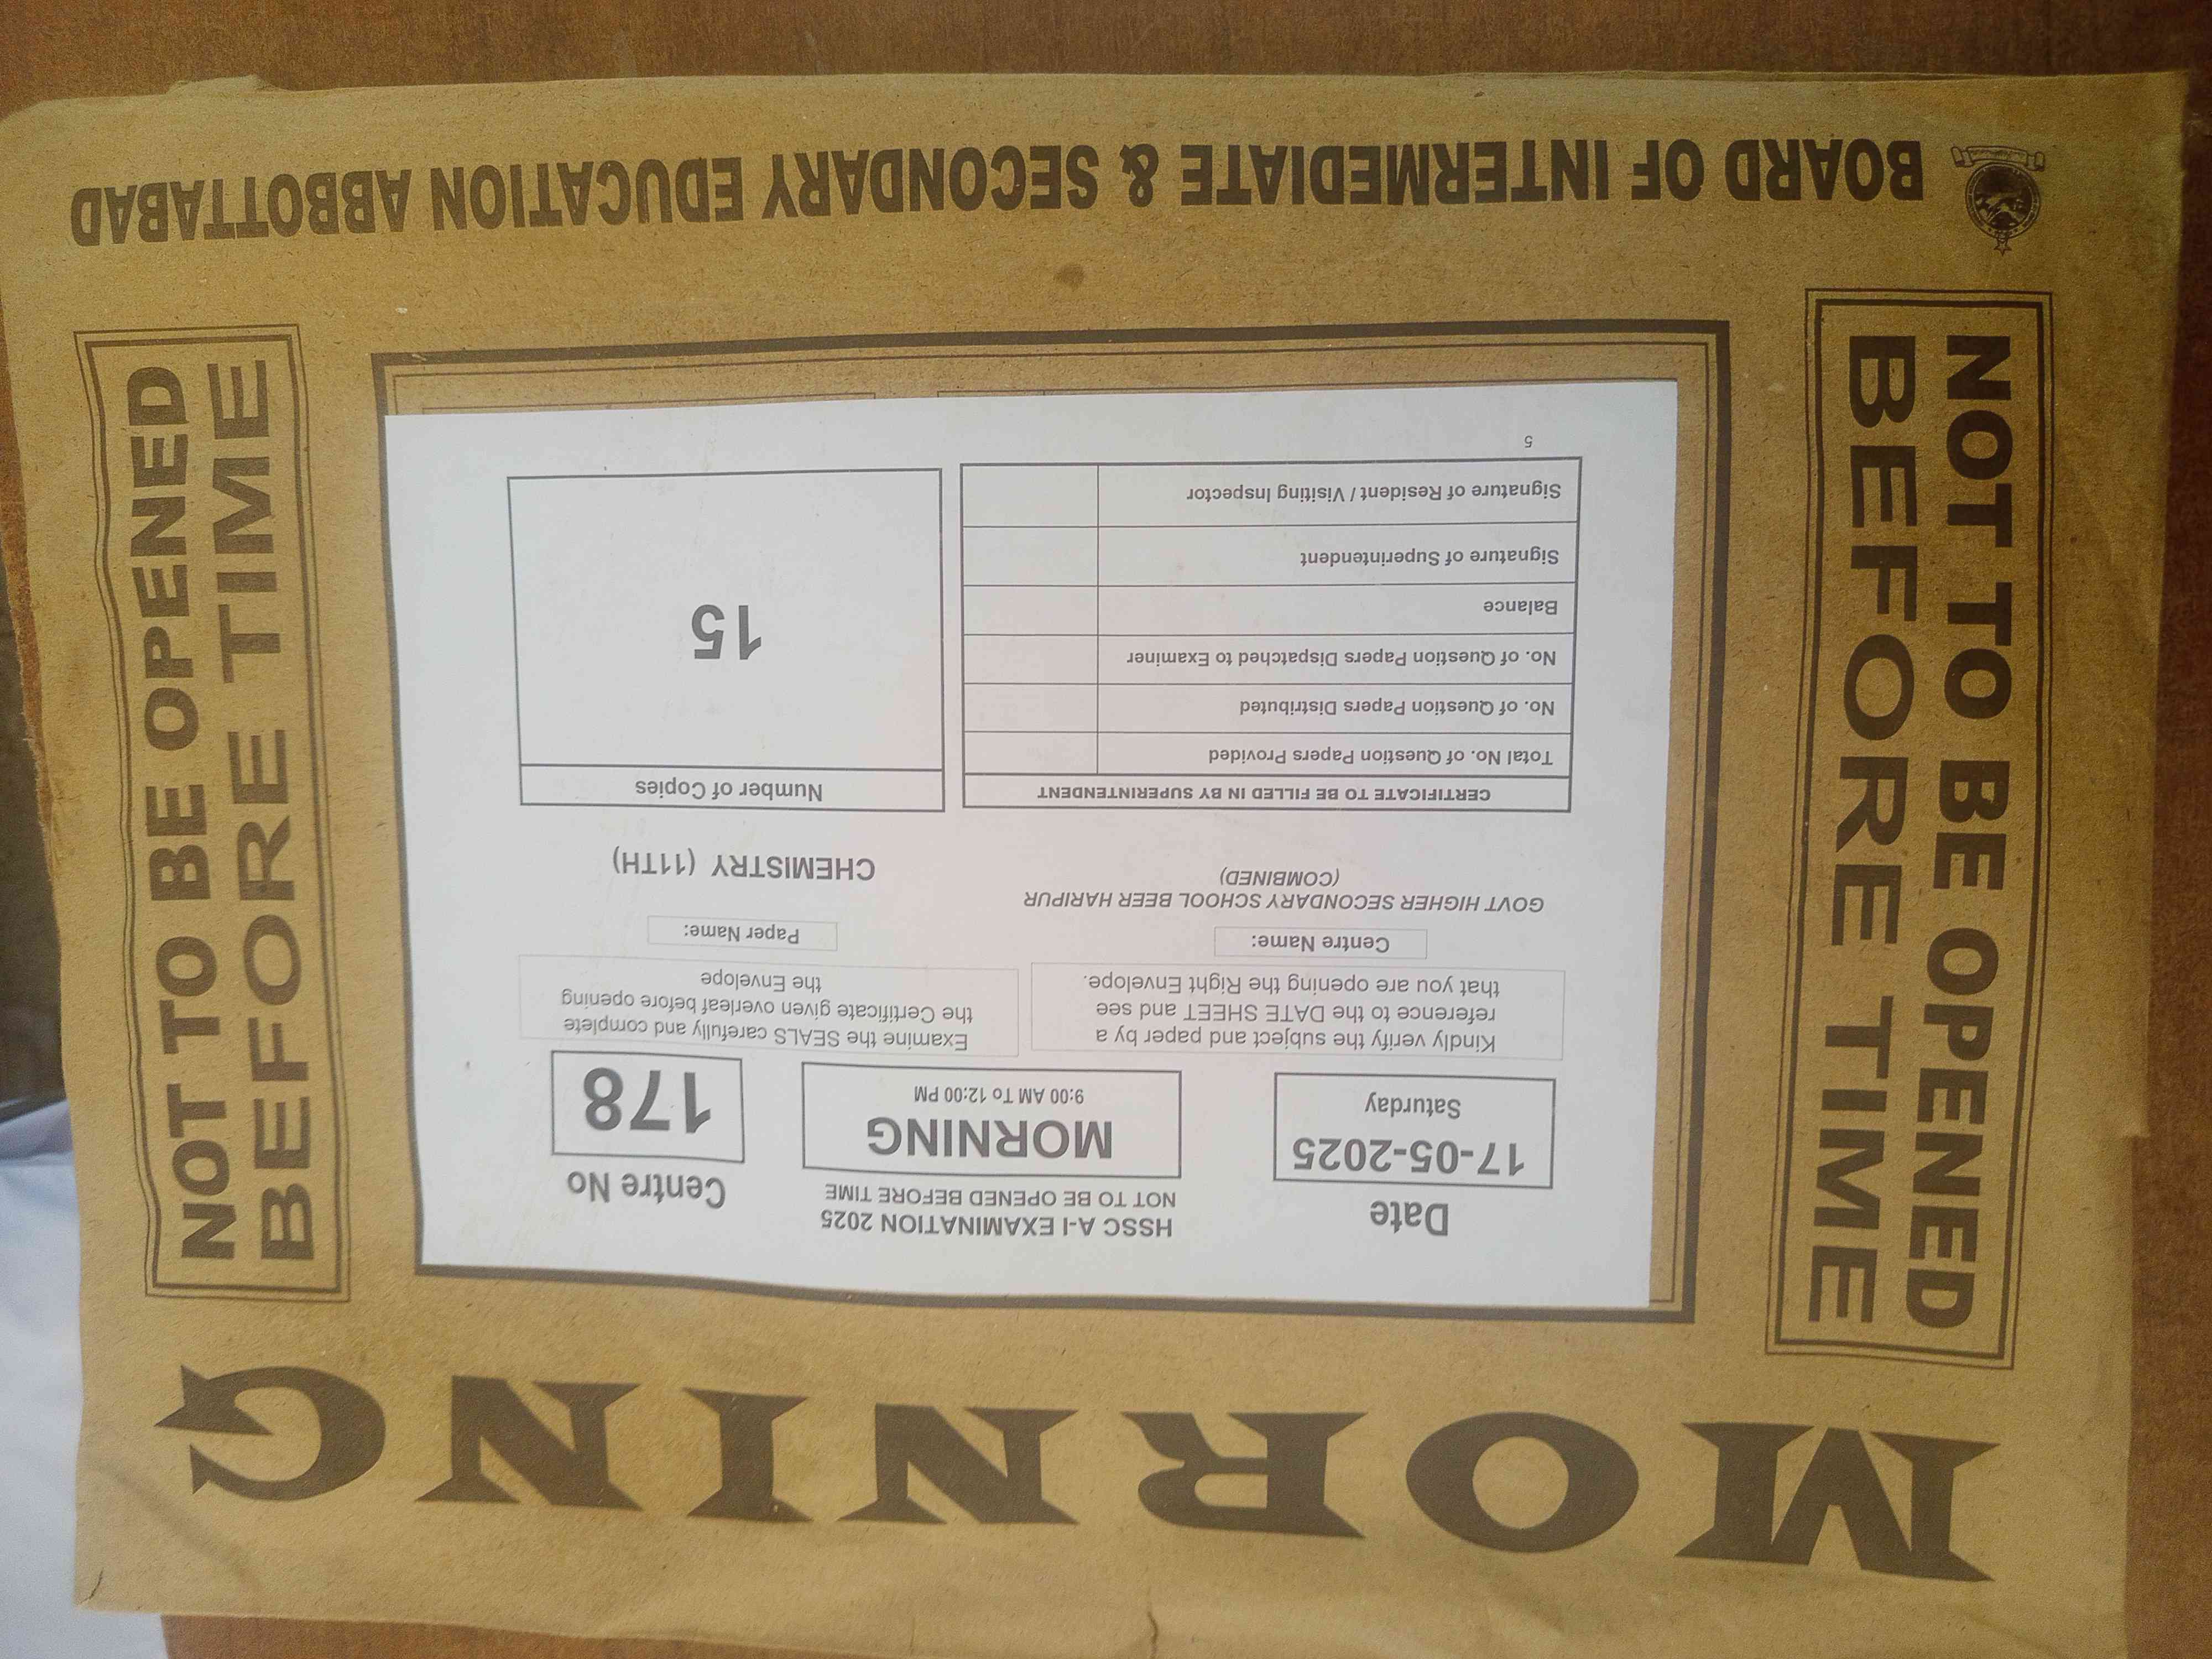 MORNING
NOT TO BE OPENED
BEFORE TIME
HSSC A-I EXAMINATION 2025
NOT TO BE OPENED BEFORE TIME
Date
17-05-2025
Saturday
MORNING
9:00 AM To 12:00 PM
Centre No
178
Kindly verify the subject and paper by a
reference to the DATE SHEET and see
that you are opening the Right Envelope.
Examine the SEALS carefully and complete
the Certificate given overleaf before opening
the Envelope
Centre Name:
GOVT HIGHER SECONDARY SCHOOL BEER HARIPUR
(COMBINED)
Paper Name:
CHEMISTRY (11TH)
CERTIFICATE TO BE FILLED IN BY SUPERINTENDENT
Total No. of Question Papers Provided
No. of Question Papers Distributed
No. of Question Papers Dispatched to Examiner
Balance
Signature of Superintendent
Signature of Resident / Visiting Inspector
5
Number of Copies
15
NOT TO BE OPENED
BEFORE TIME
BOARD OF INTERMEDIATE & SECONDARY EDUCATION ABBOTTABAD